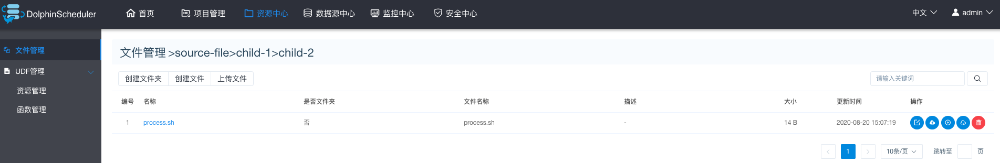 DolphinScheduler 首页 项目管理 资源中心 数据源中心 监控中心 安全中心 中文 admin
文件管理
UDF管理
资源管理
函数管理
文件管理 >source-file>child-1>child-2
创建文件夹 创建文件 上传文件 请输入关键词
编号 名称 是否文件夹 文件名称 描述 大小 更新时间 操作
1 process.sh 否 process.sh - 14 B 2020-08-20 15:07:19
1 10条/页 跳转至 页